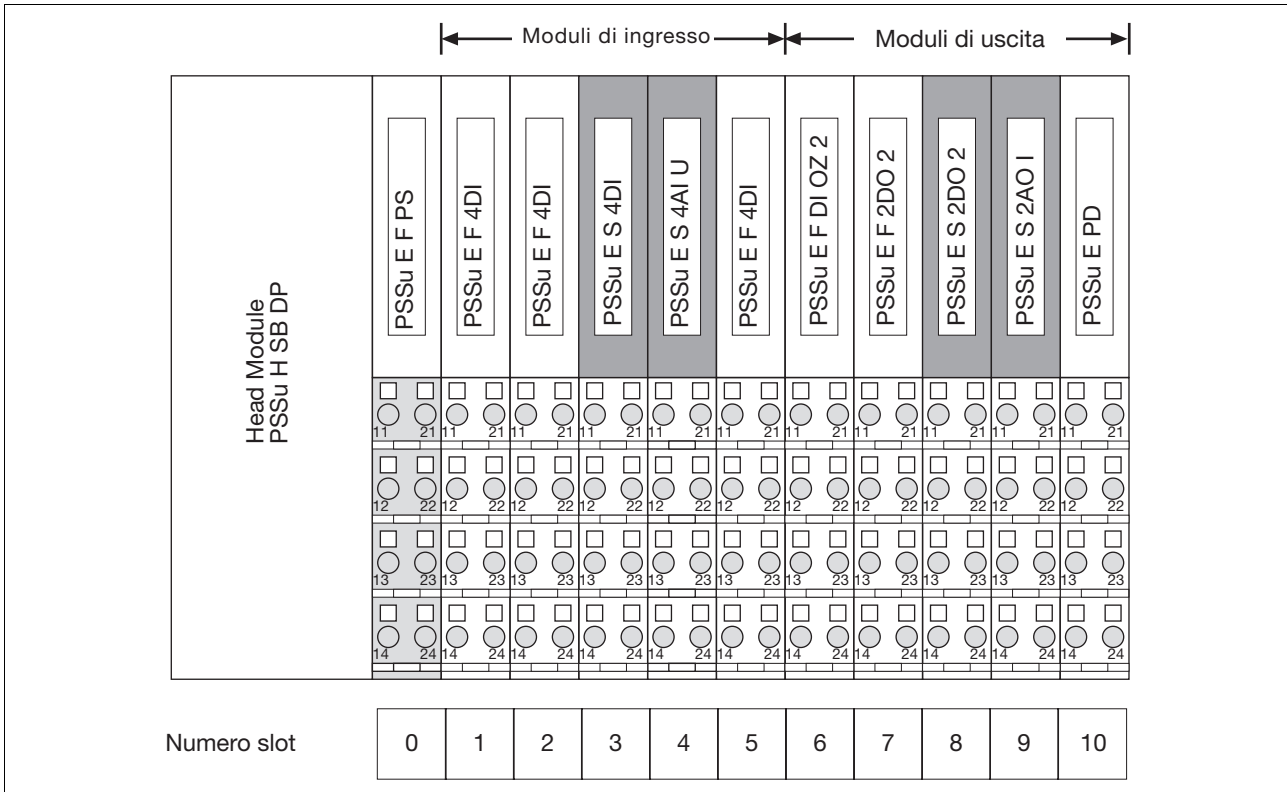 Moduli di ingresso Moduli di uscita
Head Module
PSSu H SB DP
PSSu E F PS
PSSu E F 4DI
PSSu E F 4DI
PSSu E S 4DI
PSSu E S 4AI U
PSSu E F 4DI
PSSu E F DI OZ 2
PSSu E F 2DO 2
PSSu E S 2DO 2
PSSu E S 2AO I
PSSu E PD
11 21 11 21 11 21 11 21 11 21 11 21 11 21 11 21 11 21 11 21 11 21
12 22 12 22 12 22 12 22 12 22 12 22 12 22 12 22 12 22 12 22 12 22
13 23 13 23 13 23 13 23 13 23 13 23 13 23 13 23 13 23 13 23 13 23
14 24 14 24 14 24 14 24 14 24 14 24 14 24 14 24 14 24 14 24 14 24
Numero slot 0 1 2 3 4 5 6 7 8 9 10